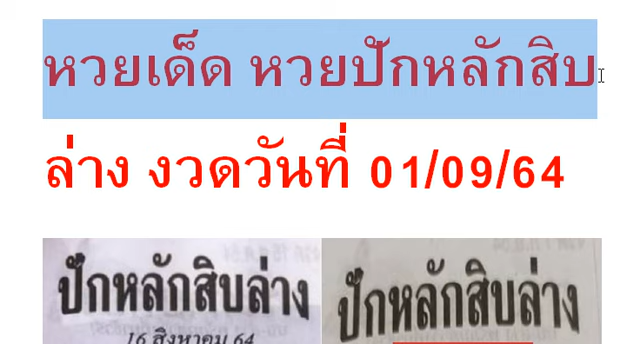 หวยเด็ด หวยปักหลักสิบ
ล่าง งวดวันที่ 01/09/64
ปักหลักสิบล่าง
16 สิงหาคม 64
ปักหลักสิบล่าง